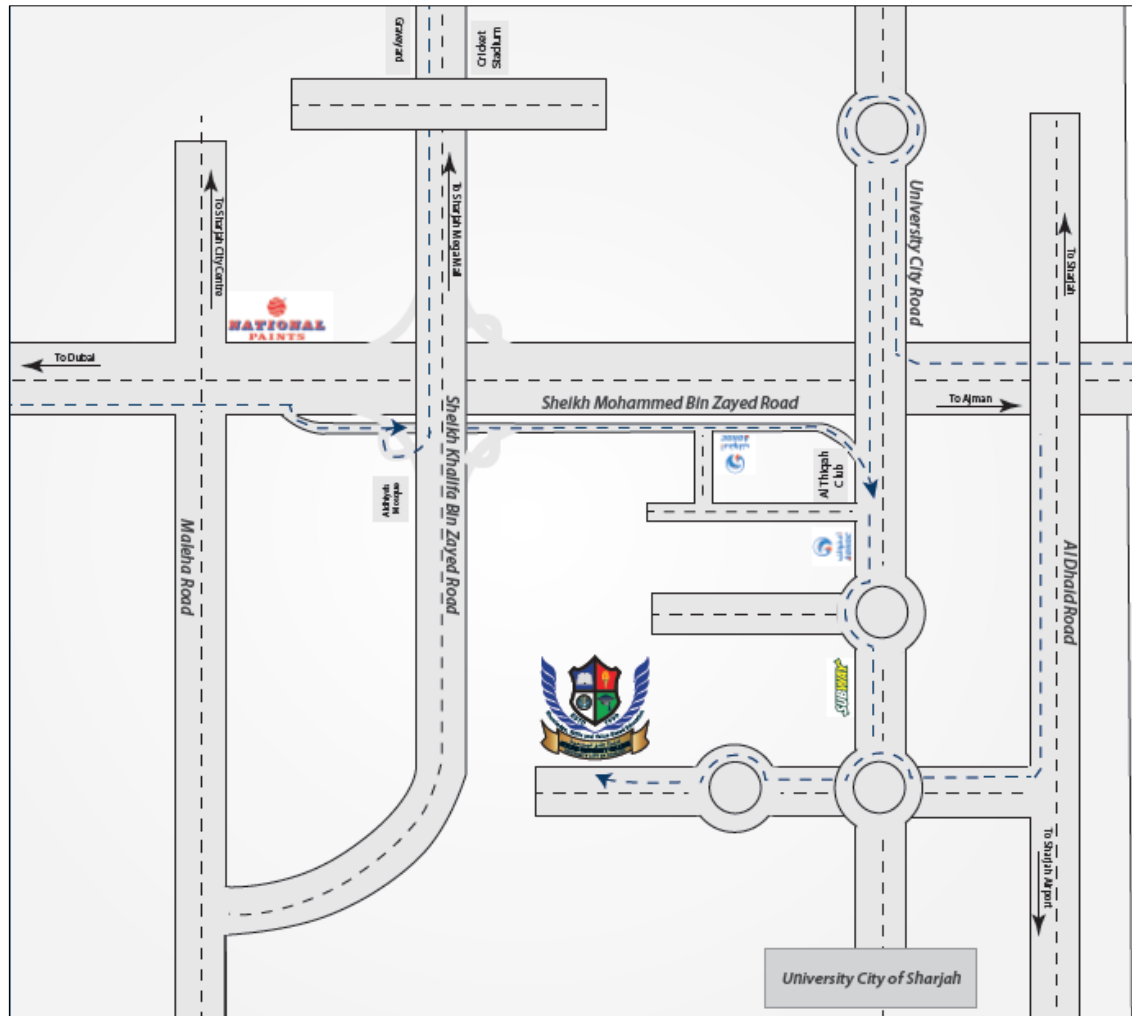 Graveyard
Cricket
Stadium
To Sharjah City Centre
To Sharjah Mega Mall
University City Road
To Sharjah
NATIONAL
PAINTS
To Dubai
Sheikh Mohammed Bin Zayed Road
To Ajman
Sheikh Khalifa Bin Zayed Road
Al Thiqah
Club
Mosque
Maleha Road
Al Dhaid Road
SUBWAY
To Sharjah Airport
University City of Sharjah